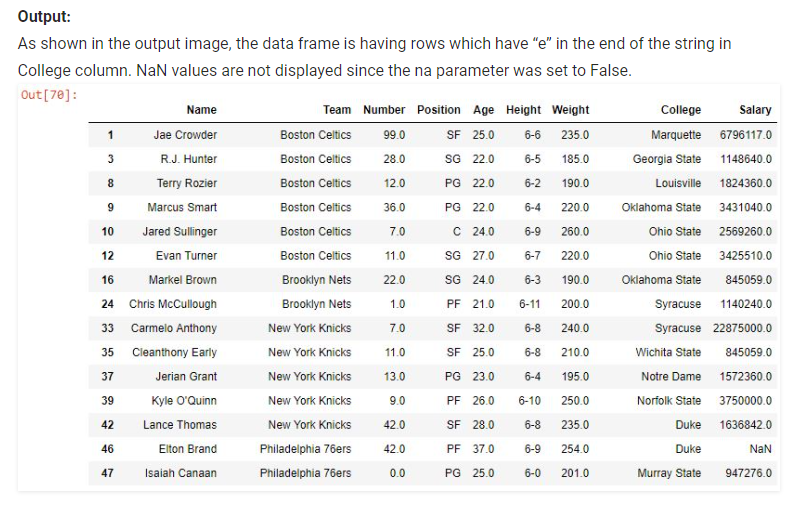 Output:
As shown in the output image, the data frame is having rows which have “e” in the end of the string in
College column. NaN values are not displayed since the na parameter was set to False.
Out[70]:
Name Team Number Position Age Height Weight College Salary
1 Jae Crowder Boston Celtics 99.0 SF 25.0 6-6 235.0 Marquette 6796117.0
3 R.J. Hunter Boston Celtics 28.0 SG 22.0 6-5 185.0 Georgia State 1148640.0
8 Terry Rozier Boston Celtics 12.0 PG 22.0 6-2 190.0 Louisville 1824360.0
9 Marcus Smart Boston Celtics 36.0 PG 22.0 6-4 220.0 Oklahoma State 3431040.0
10 Jared Sullinger Boston Celtics 7.0 C 24.0 6-9 260.0 Ohio State 2569260.0
12 Evan Turner Boston Celtics 11.0 SG 27.0 6-7 220.0 Ohio State 3425510.0
16 Markel Brown Brooklyn Nets 22.0 SG 24.0 6-3 190.0 Oklahoma State 845059.0
24 Chris McCullough Brooklyn Nets 1.0 PF 21.0 6-11 200.0 Syracuse 1140240.0
33 Carmelo Anthony New York Knicks 7.0 SF 32.0 6-8 240.0 Syracuse 22875000.0
35 Cleanthony Early New York Knicks 11.0 SF 25.0 6-8 210.0 Wichita State 845059.0
37 Jerian Grant New York Knicks 13.0 PG 23.0 6-4 195.0 Notre Dame 1572360.0
39 Kyle O'Quinn New York Knicks 9.0 PF 26.0 6-10 250.0 Norfolk State 3750000.0
42 Lance Thomas New York Knicks 42.0 SF 28.0 6-8 235.0 Duke 1636842.0
46 Elton Brand Philadelphia 76ers 42.0 PF 37.0 6-9 254.0 Duke NaN
47 Isaiah Canaan Philadelphia 76ers 0.0 PG 25.0 6-0 201.0 Murray State 947276.0